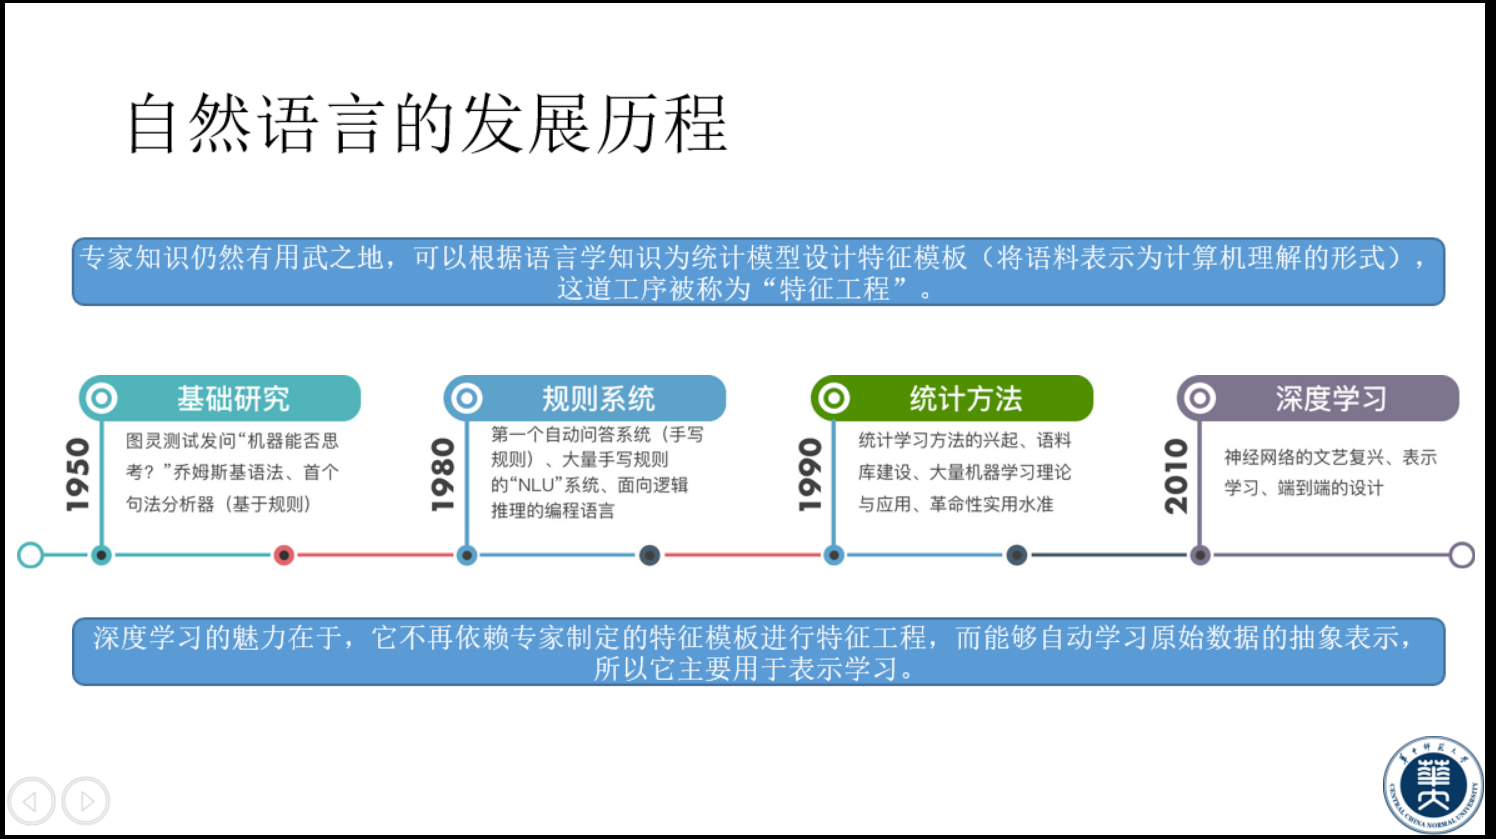 自然语言的发展历程
专家知识仍然有用武之地，可以根据语言学知识为统计模型设计特征模板（将语料表示为计算机理解的形式），
这道工序被称为“特征工程”。
基础研究
1950
图灵测试发问“机器能否思
考？”乔姆斯基语法、首个
句法分析器（基于规则）
规则系统
1980
第一个自动问答系统（手写
规则）、大量手写规则
的“NLU”系统、面向逻辑
推理的编程语言
统计方法
1990
统计学习方法的兴起、语料
库建设、大量机器学习理论
与应用、革命性实用水准
深度学习
2010
神经网络的文艺复兴、表示
学习、端到端的设计
深度学习的魅力在于，它不再依赖专家制定的特征模板进行特征工程，而能够自动学习原始数据的抽象表示，
所以它主要用于表示学习。
华中师范大学
CENTRAL CHINA NORMAL UNIVERSITY